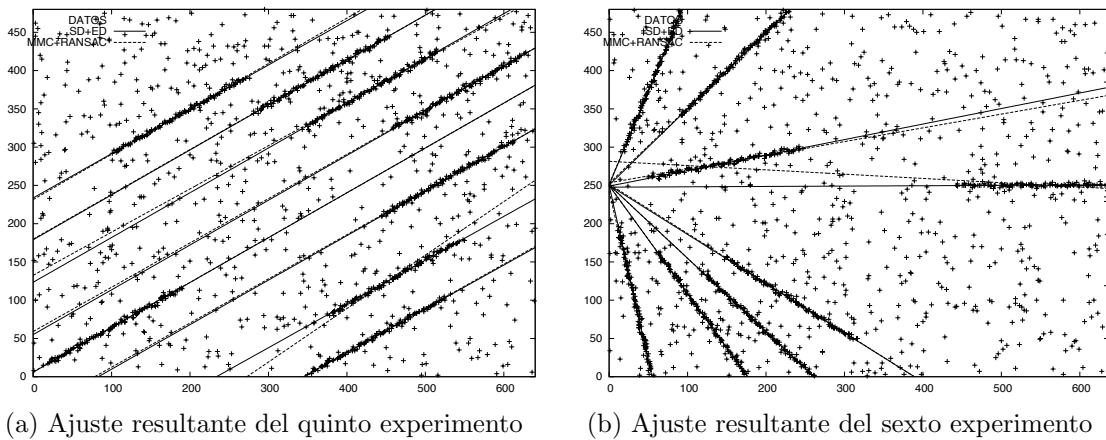 450
400
350
300
250
200
150
100
50
0
0 100 200 300 400 500 600
DATOS
SD+ED
MMC+RANSAC
(a) Ajuste resultante del quinto experimento
450
400
350
300
250
200
150
100
50
0
0 100 200 300 400 500 600
DATOS
SD+ED
MMC+RANSAC
(b) Ajuste resultante del sexto experimento